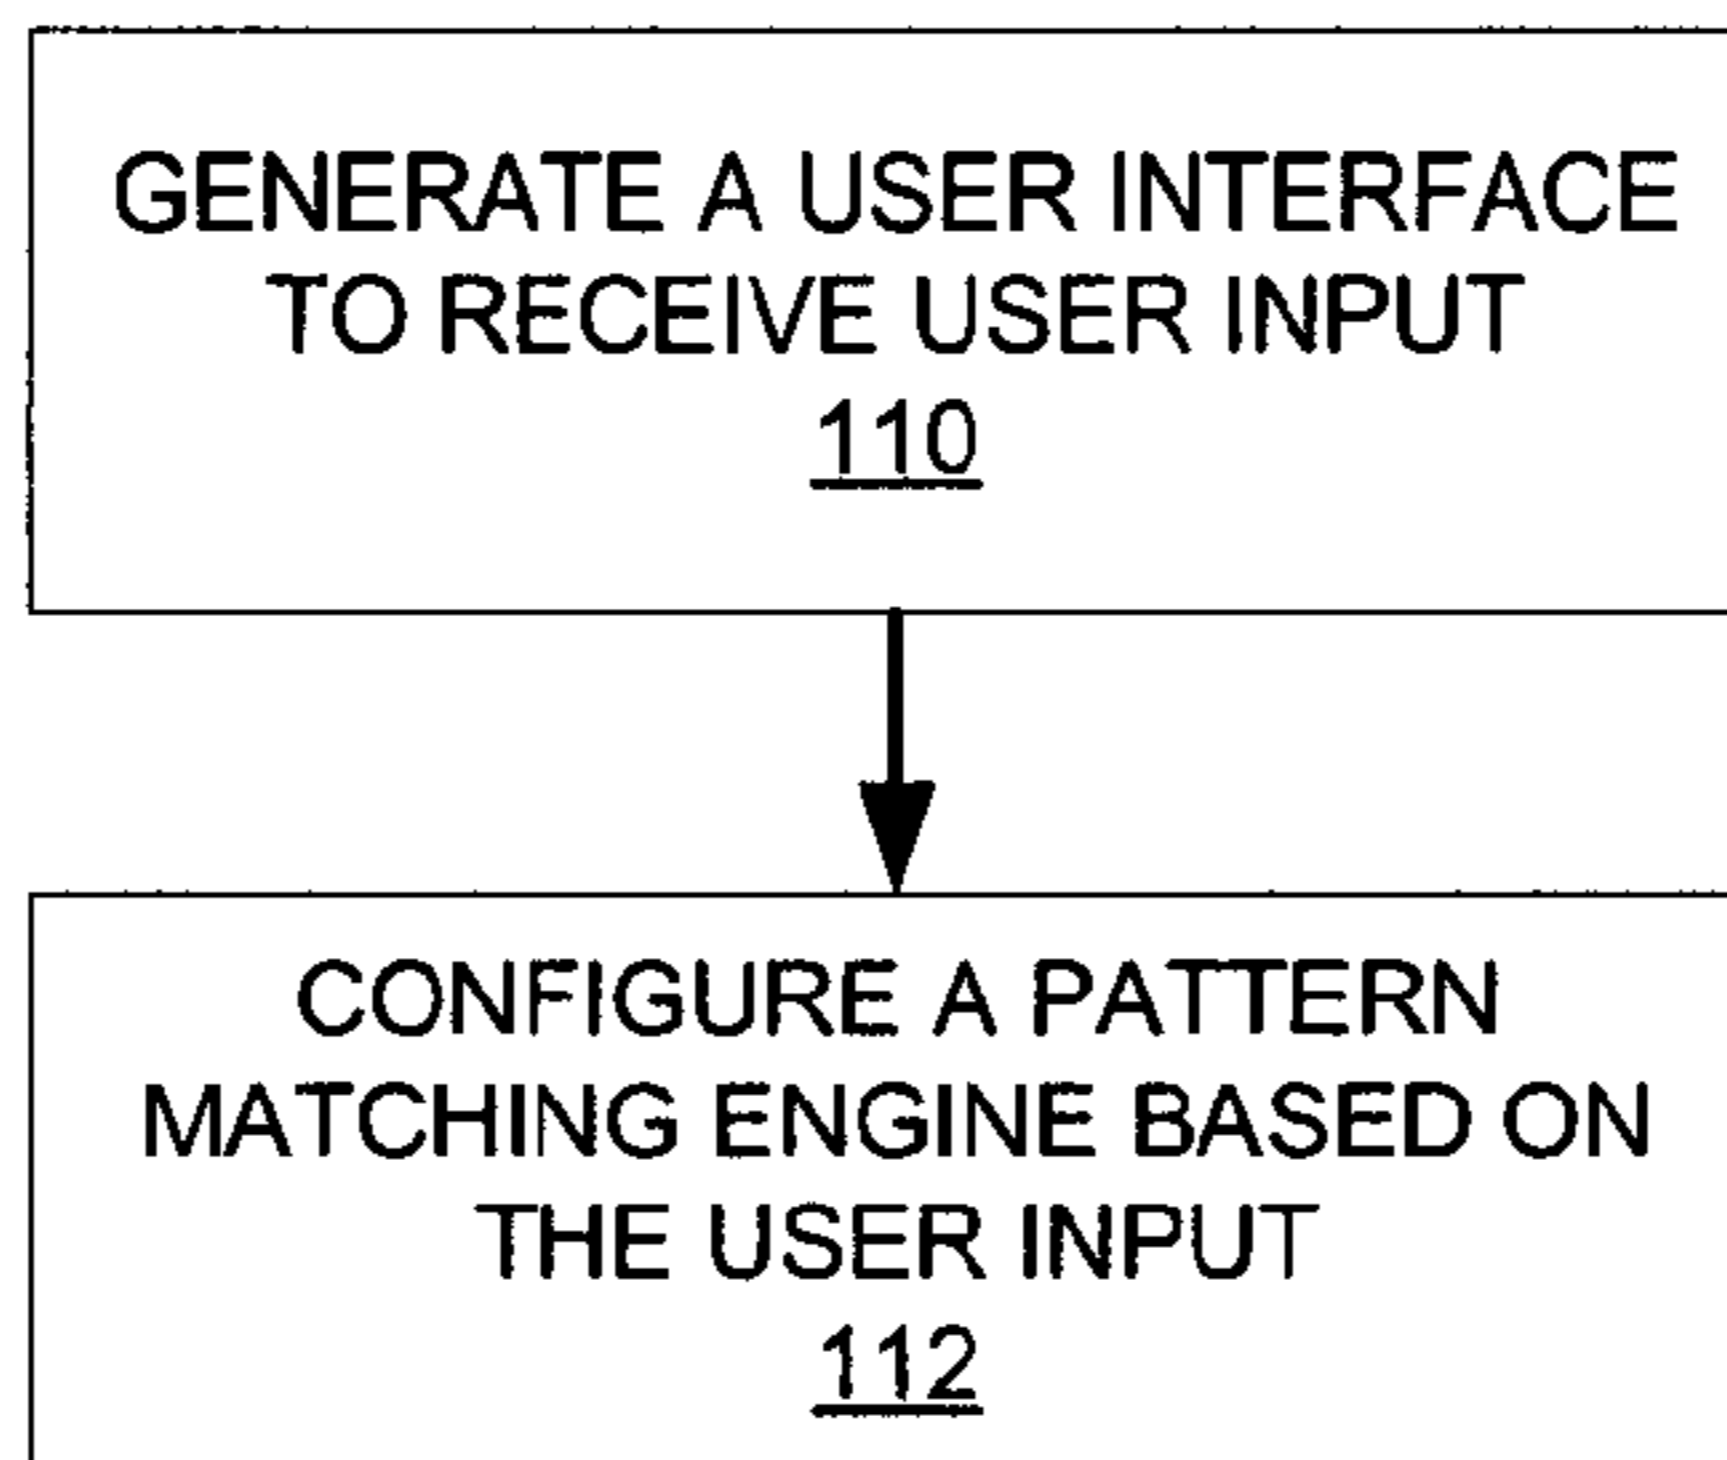 GENERATE A USER INTERFACE
TO RECEIVE USER INPUT
110
CONFIGURE A PATTERN
MATCHING ENGINE BASED ON
THE USER INPUT
112